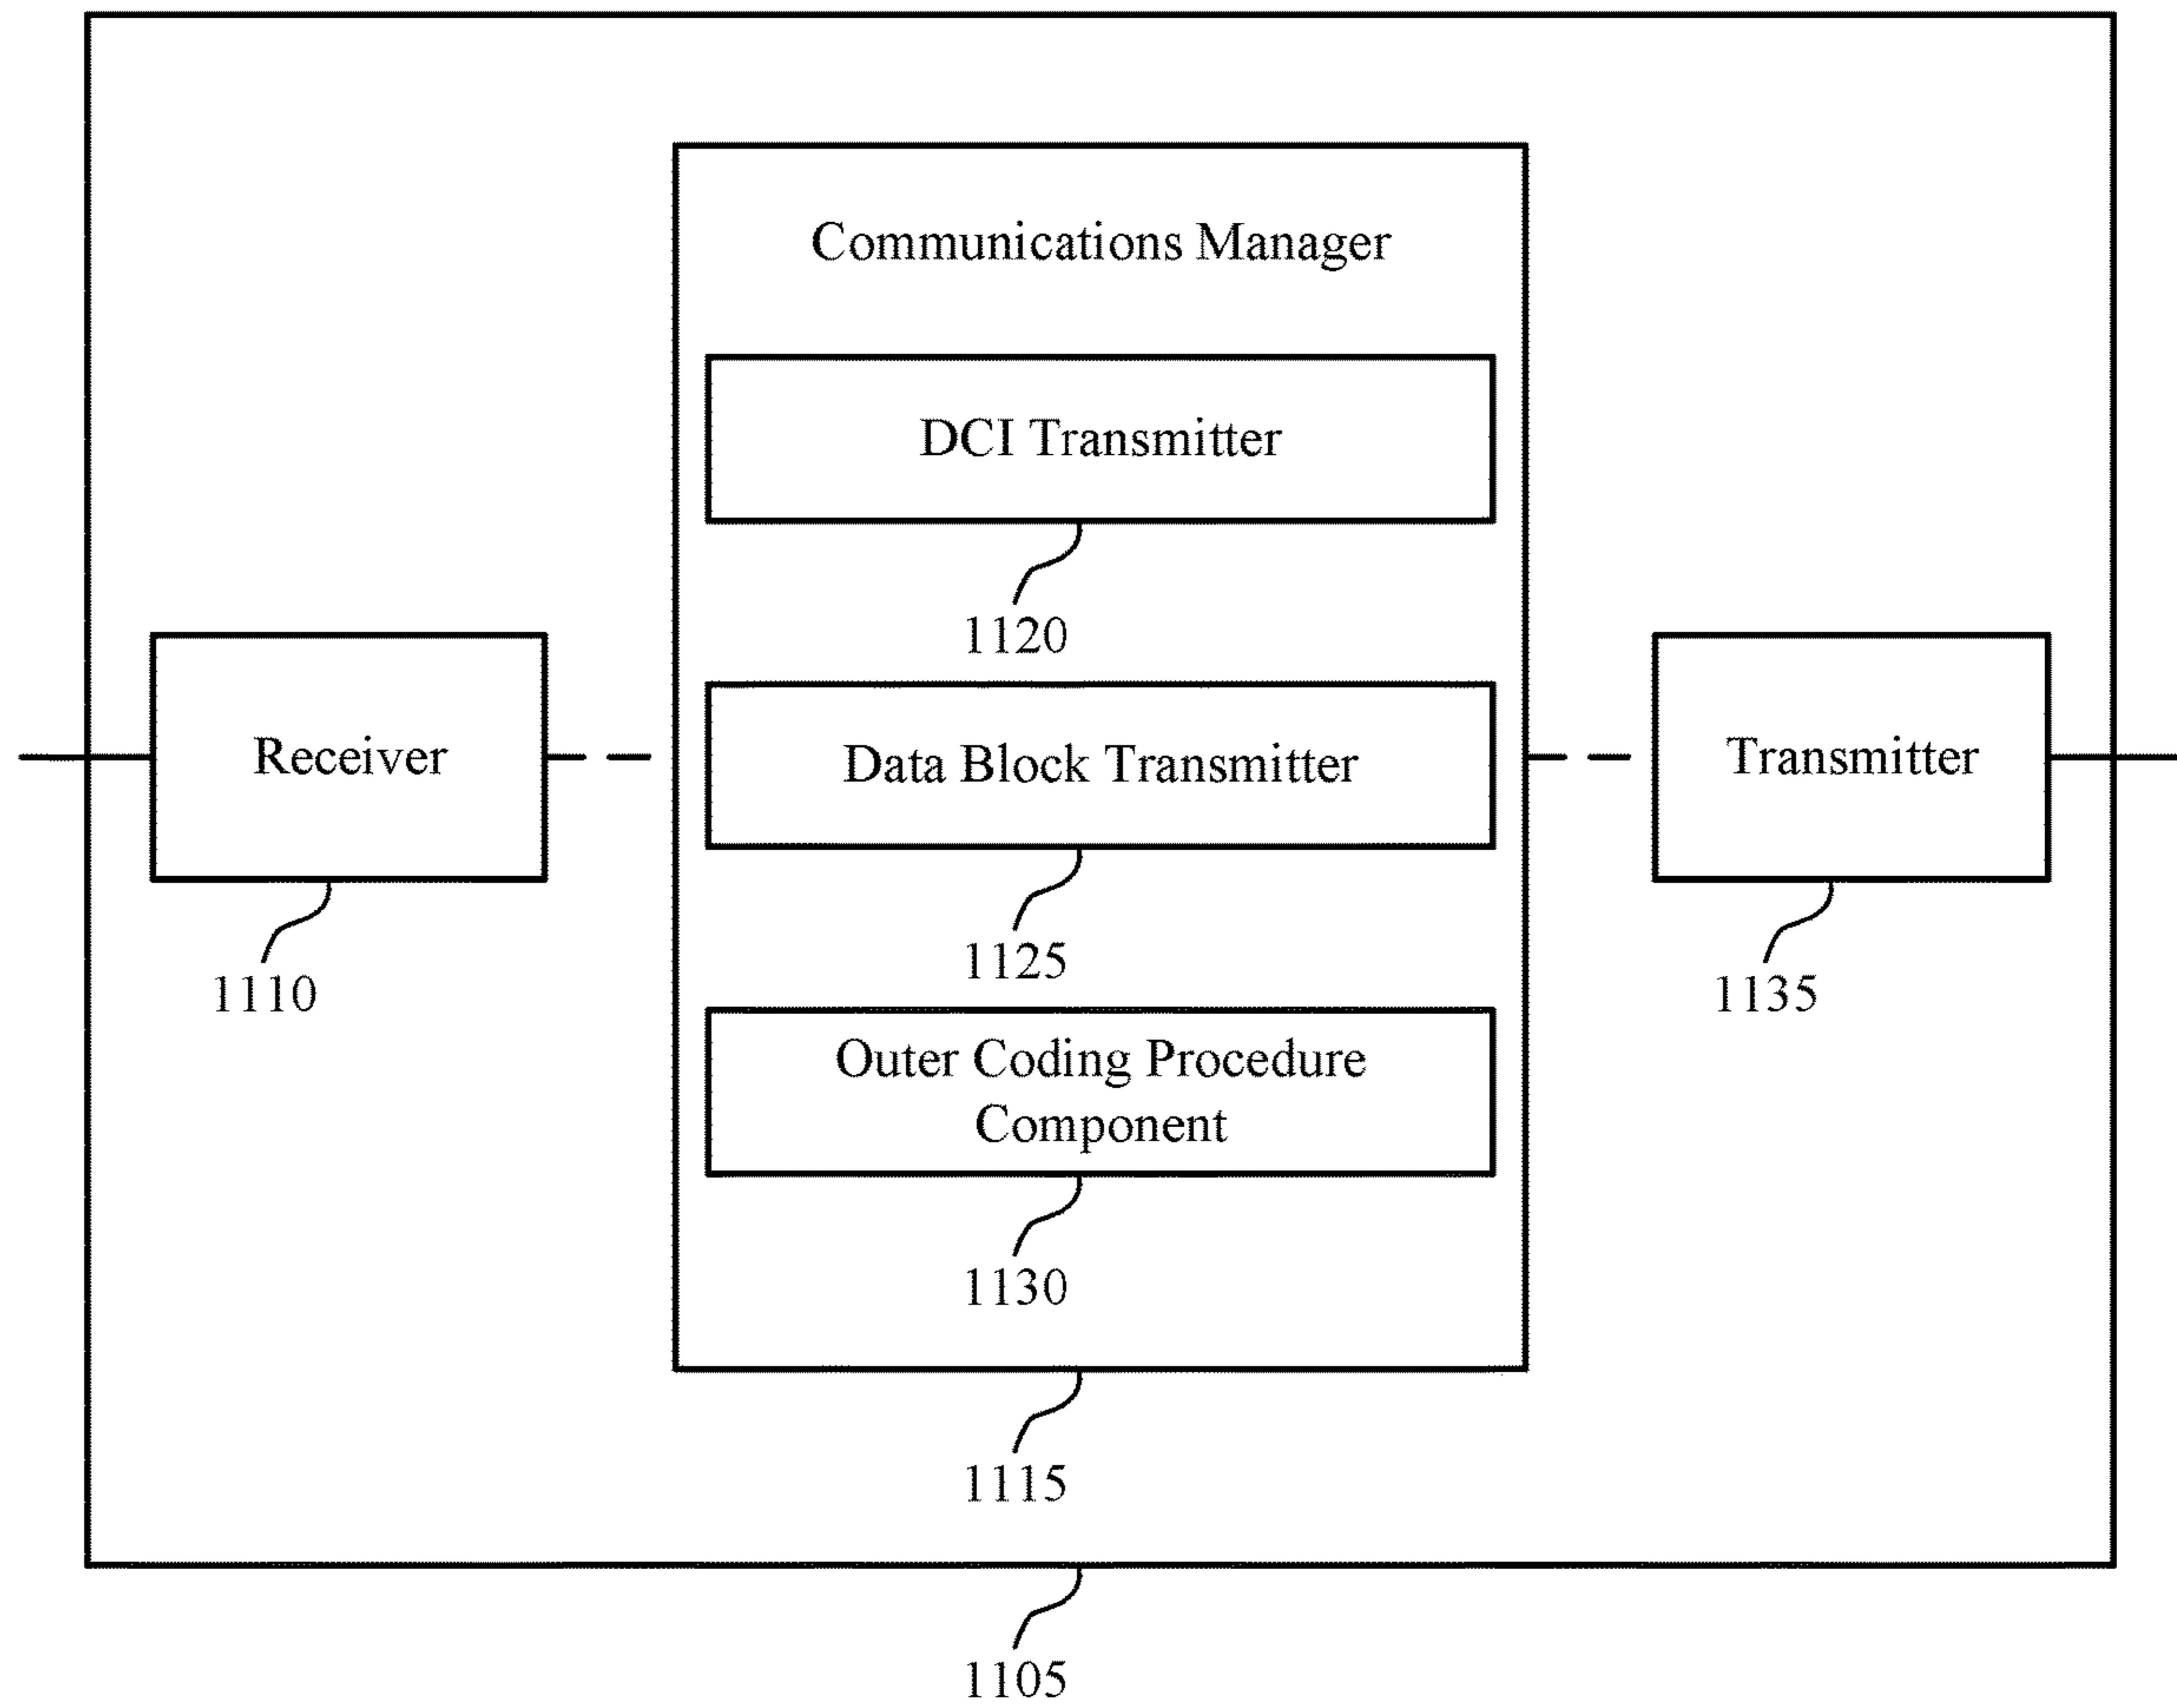 Communications Manager
DCI Transmitter
1120
Receiver
1110
Data Block Transmitter
1125
Transmitter
1135
Outer Coding Procedure
Component
1130
1115
1105